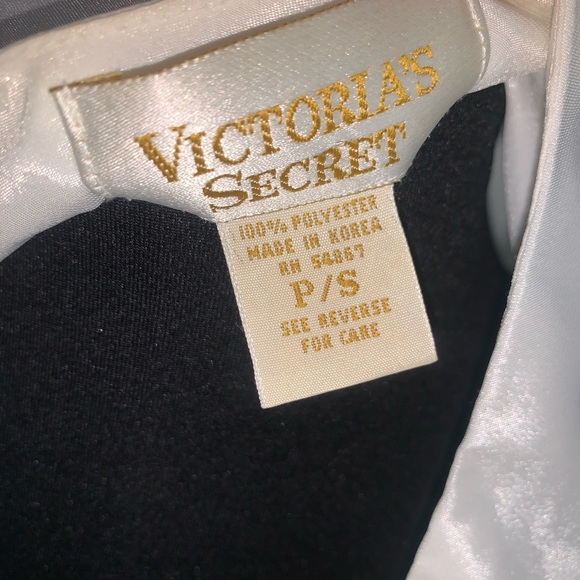 VICTORIA'S
SECRET
100% POLYESTER
MADE IN KOREA
RN 54867
P/S
SEE REVERSE
FOR CARE